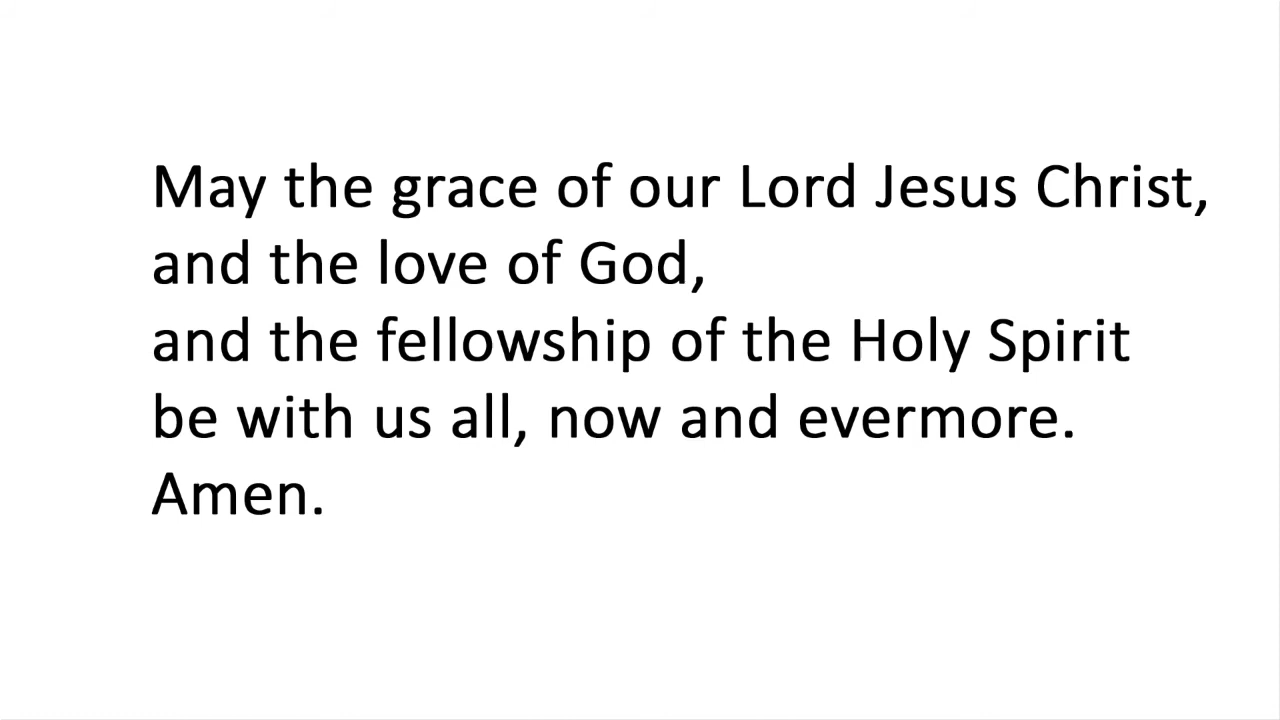 May the grace of our Lord Jesus Christ,
and the love of God,
and the fellowship of the Holy Spirit
be with us all, now and evermore.
Amen.